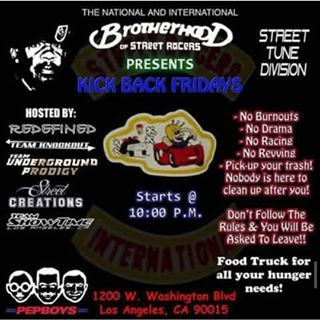 THE NATIONAL AND INTERNATIONAL
BROTHERHOOD
OF STREET RACERS
PRESENTS
KICK BACK FRIDAYS
STREET
TUNE
DIVISION
HOSTED BY:
REDEFINED
TEAM KNOCKOUT
TEAM
UNDERGROUND
PRODIGY
Street
CREATIONS
TEAM
SHOWTIME
LOS ANGELES
PEPBOYS
Starts @
10:00 P.M.
INTERNATIONAL
- No Burnouts
- No Drama
- No Racing
- No Revving
- Pick-up your trash!
Nobody is here to
clean up after you!
Don't Follow The
Rules & You Will Be
Asked To Leave!!
Food Truck for
all your hunger
needs!
1200 W. Washington Blvd
Los Angeles, CA 90015